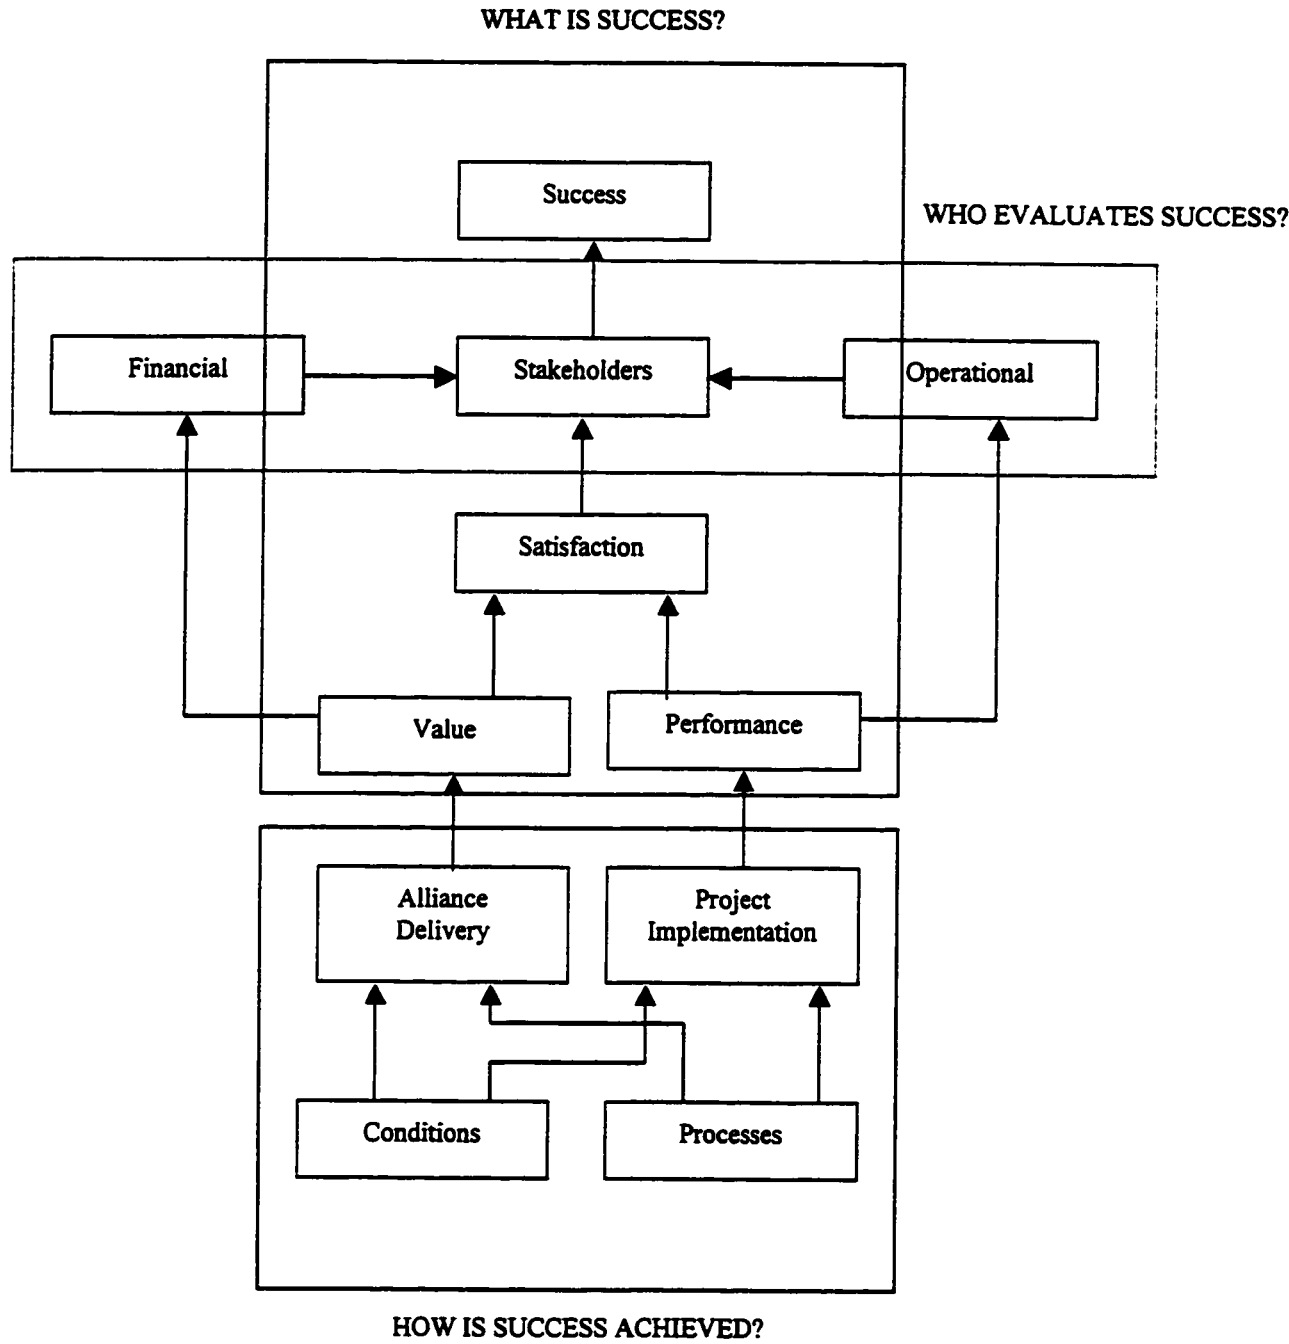 WHAT IS SUCCESS?
Success
WHO EVALUATES SUCCESS?
Financial
Stakeholders
Operational
Satisfaction
Value
Performance
Alliance
Delivery
Project
Implementation
Conditions
Processes
HOW IS SUCCESS ACHIEVED?